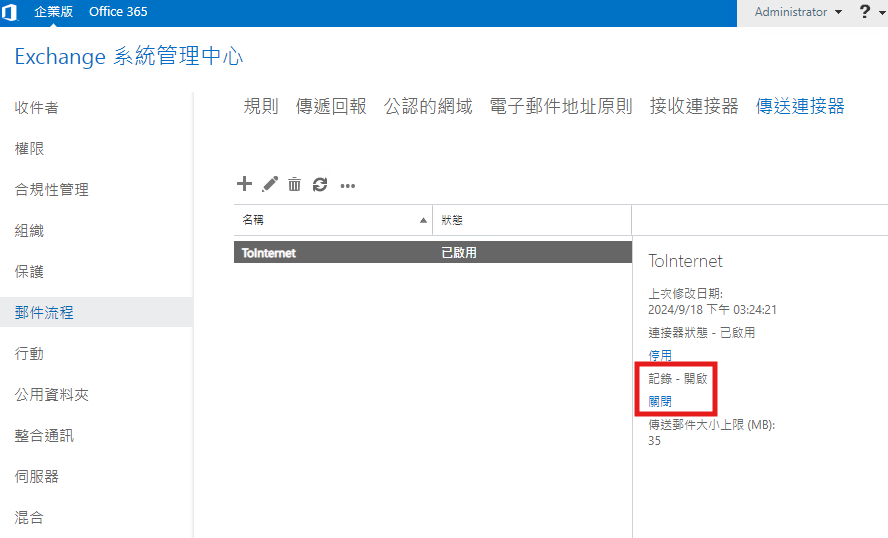 企業版 Office 365
Administrator ?
Exchange 系統管理中心
收件者
權限
合規性管理
組織
保護
郵件流程
行動
公用資料夾
整合通訊
伺服器
混合
規則 傳遞回報 公認的網域 電子郵件地址原則 接收連接器 傳送連接器
名稱 狀態
ToInternet 已啟用
ToInternet
上次修改日期:
2024/9/18 下午 03:24:21
連接器狀態 - 已啟用
停用
記錄 - 開啟
關閉
傳送郵件大小上限 (MB):
35